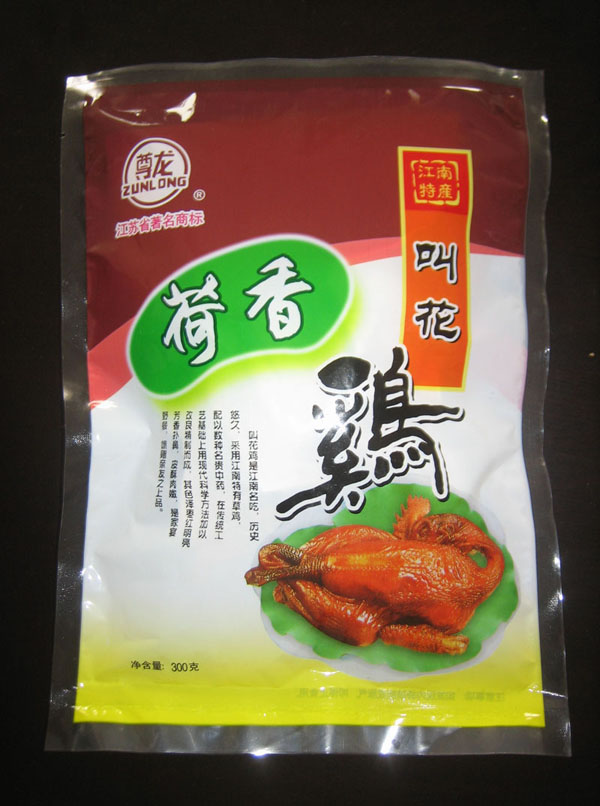 尊龙
ZUNLONG
®
江苏省著名商标
江南
特産
叫花
鷄
荷香
叫花鸡是江南名吃，历史
悠久，采用江南特有草鸡，
配以数种名贵中药，在传统工
艺基础上用现代科学方法加以
改良精制而成，其色泽枣红明亮
芳香扑鼻，皮酥肉嫩，是家宴
野餐 馈赠亲友之上品。
净含量: 300克